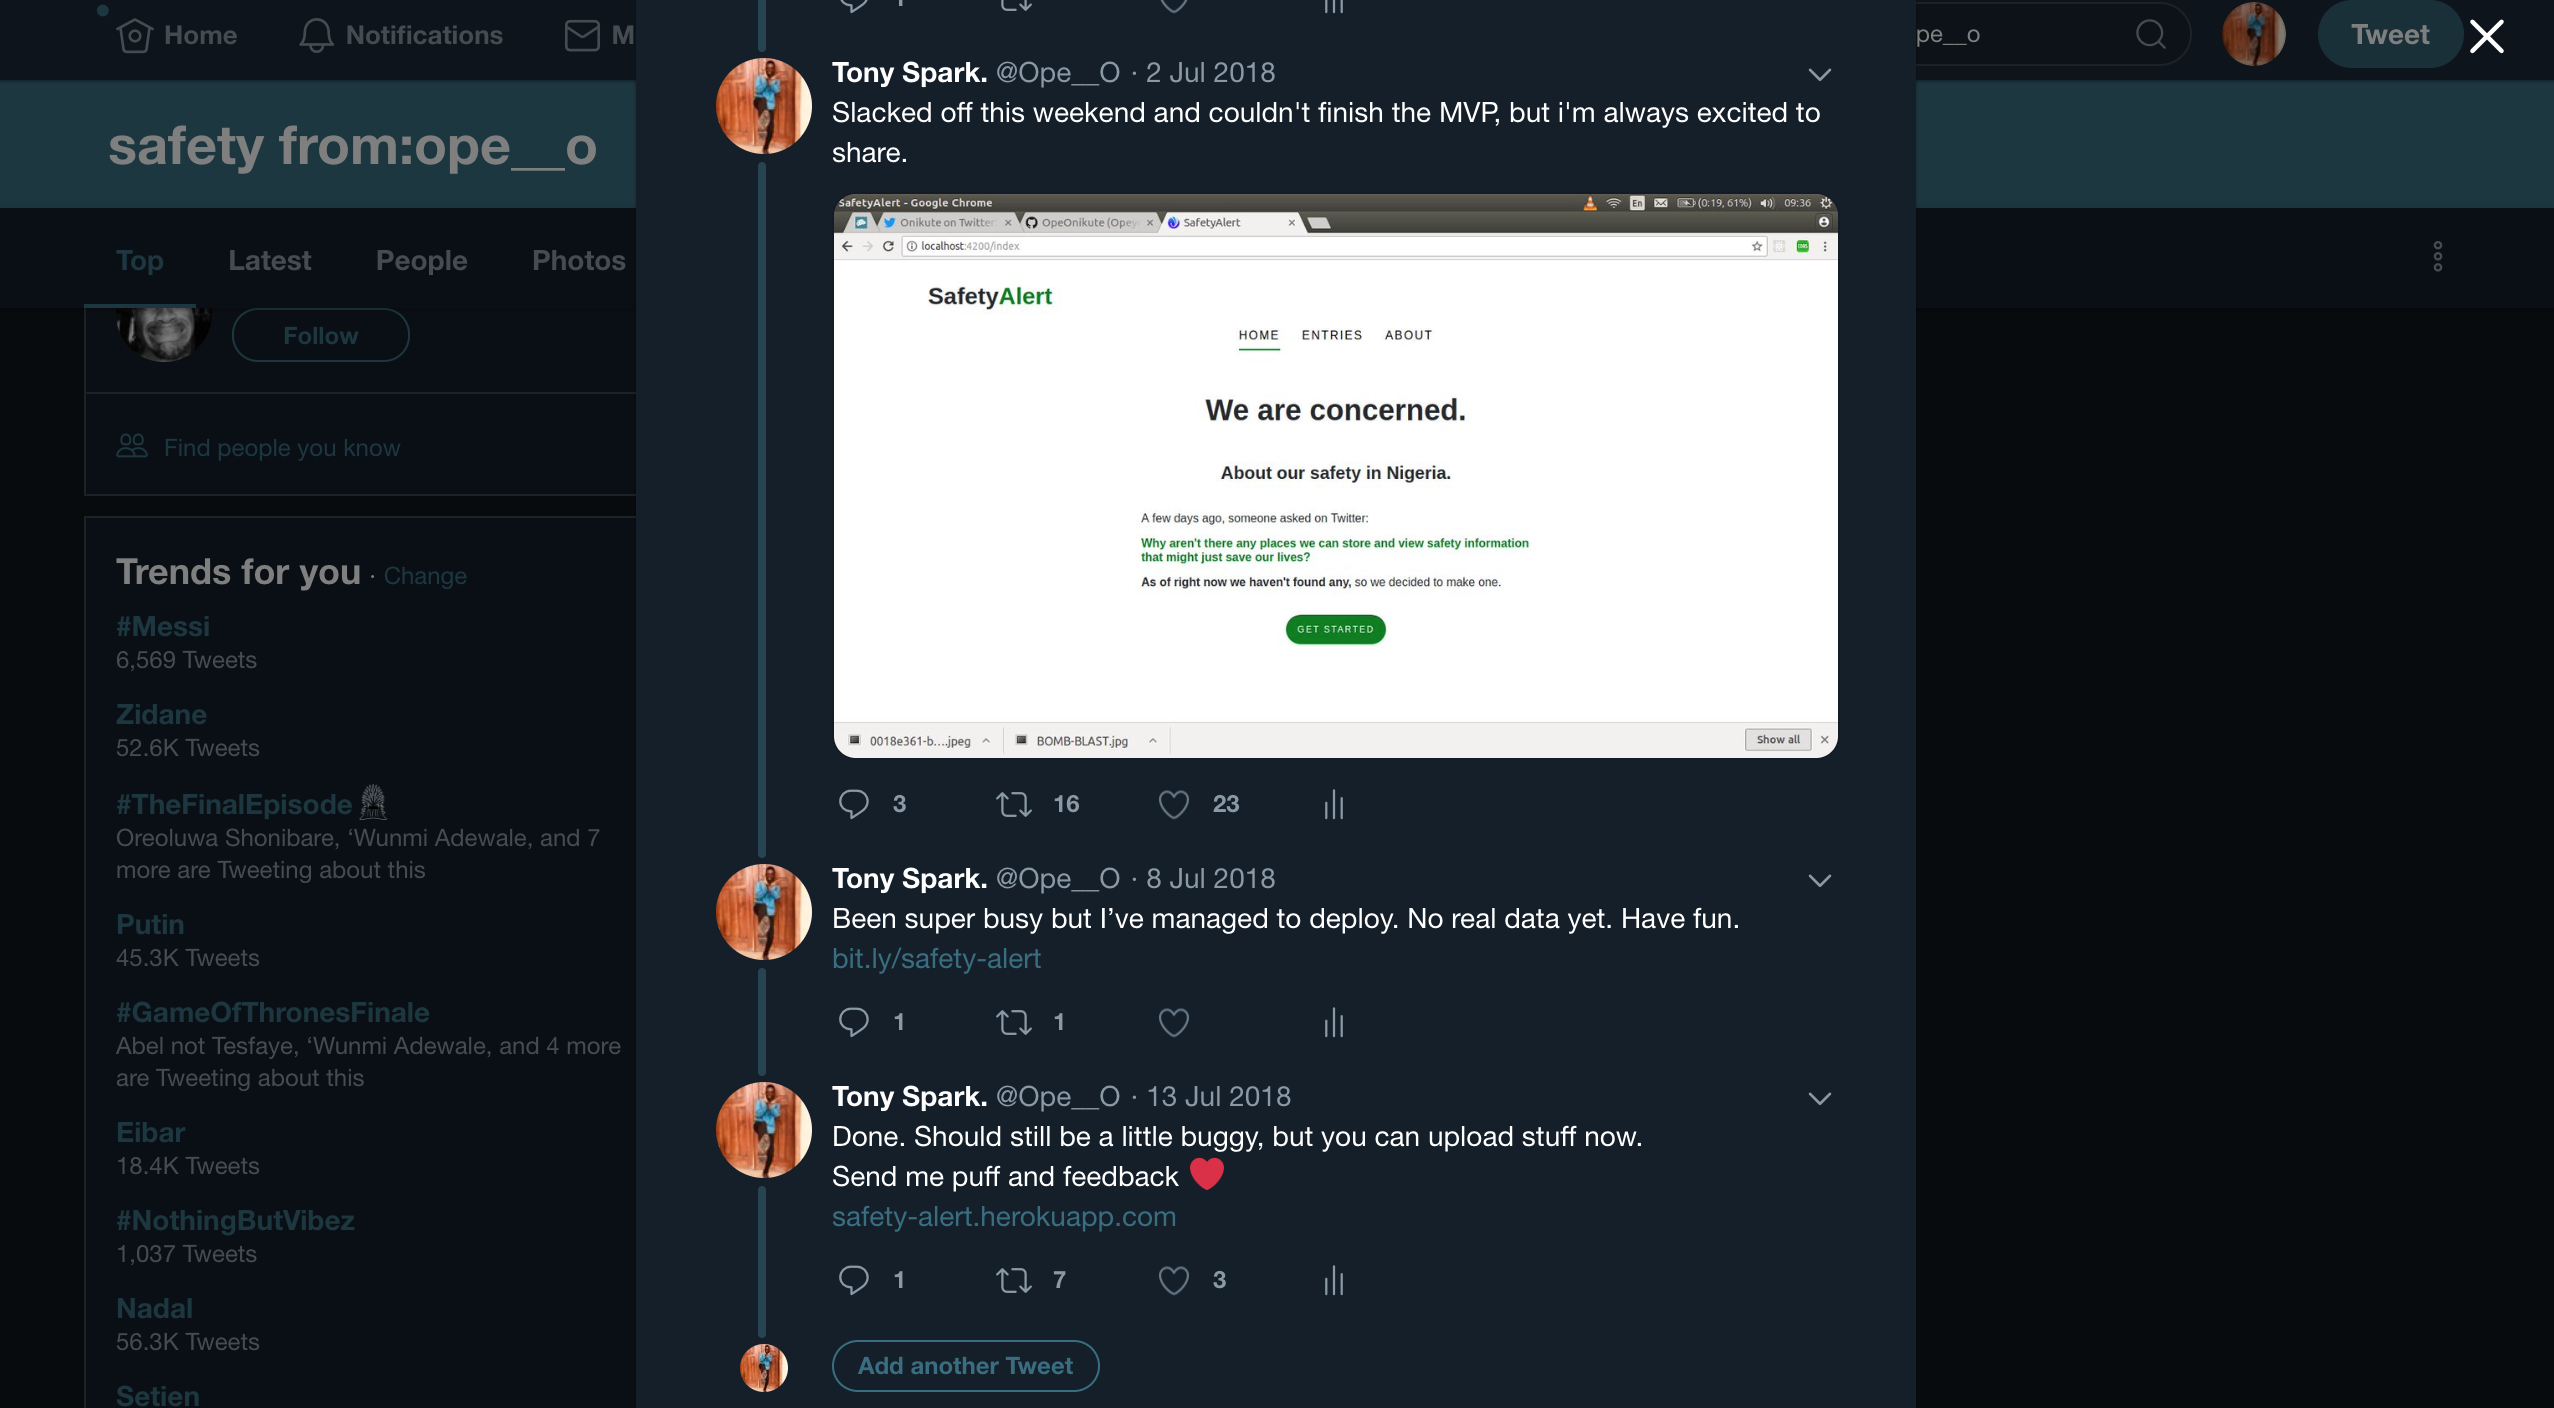 Home
Notifications
M
pe__o
Tweet
safety from:ope__o
Top
Latest
People
Photos
Follow
Find people you know
Trends for you · Change
#Messi
6,569 Tweets
Zidane
52.6K Tweets
#TheFinalEpisode
Oreoluwa Shonibare, ‘Wunmi Adewale, and 7
more are Tweeting about this
Putin
45.3K Tweets
#GameOfThronesFinale
Abel not Tesfaye, ‘Wunmi Adewale, and 4 more
are Tweeting about this
Eibar
18.4K Tweets
#NothingButVibez
1,037 Tweets
Nadal
56.3K Tweets
Setien
Tony Spark. @Ope__O · 2 Jul 2018
Slacked off this weekend and couldn't finish the MVP, but i'm always excited to
share.
SafetyAlert - Google Chrome
En
(0:19, 61%)
09:36
Onikute on Twitter
OpeOnikute (Opey
SafetyAlert
localhost:4200/index
SafetyAlert
HOME
ENTRIES
ABOUT
We are concerned.
About our safety in Nigeria.
A few days ago, someone asked on Twitter:
Why aren't there any places we can store and view safety information
that might just save our lives?
As of right now we haven't found any, so we decided to make one.
GET STARTED
0018e361-b....jpeg
BOMB-BLAST.jpg
Show all
3
16
23
Tony Spark. @Ope__O · 8 Jul 2018
Been super busy but I’ve managed to deploy. No real data yet. Have fun.
bit.ly/safety-alert
1
1
Tony Spark. @Ope__O · 13 Jul 2018
Done. Should still be a little buggy, but you can upload stuff now.
Send me puff and feedback ❤️
safety-alert.herokuapp.com
1
7
3
Add another Tweet